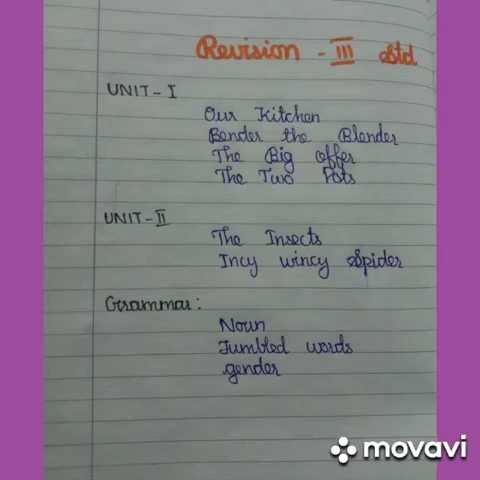 Revision - III Std
UNIT - I
Our Kitchen
Bender the Blender
The Big offer
The Two Pots
UNIT - II
The Insects
Incy wincy Spider
Grammar:
Noun
Jumbled words
gender
movavi